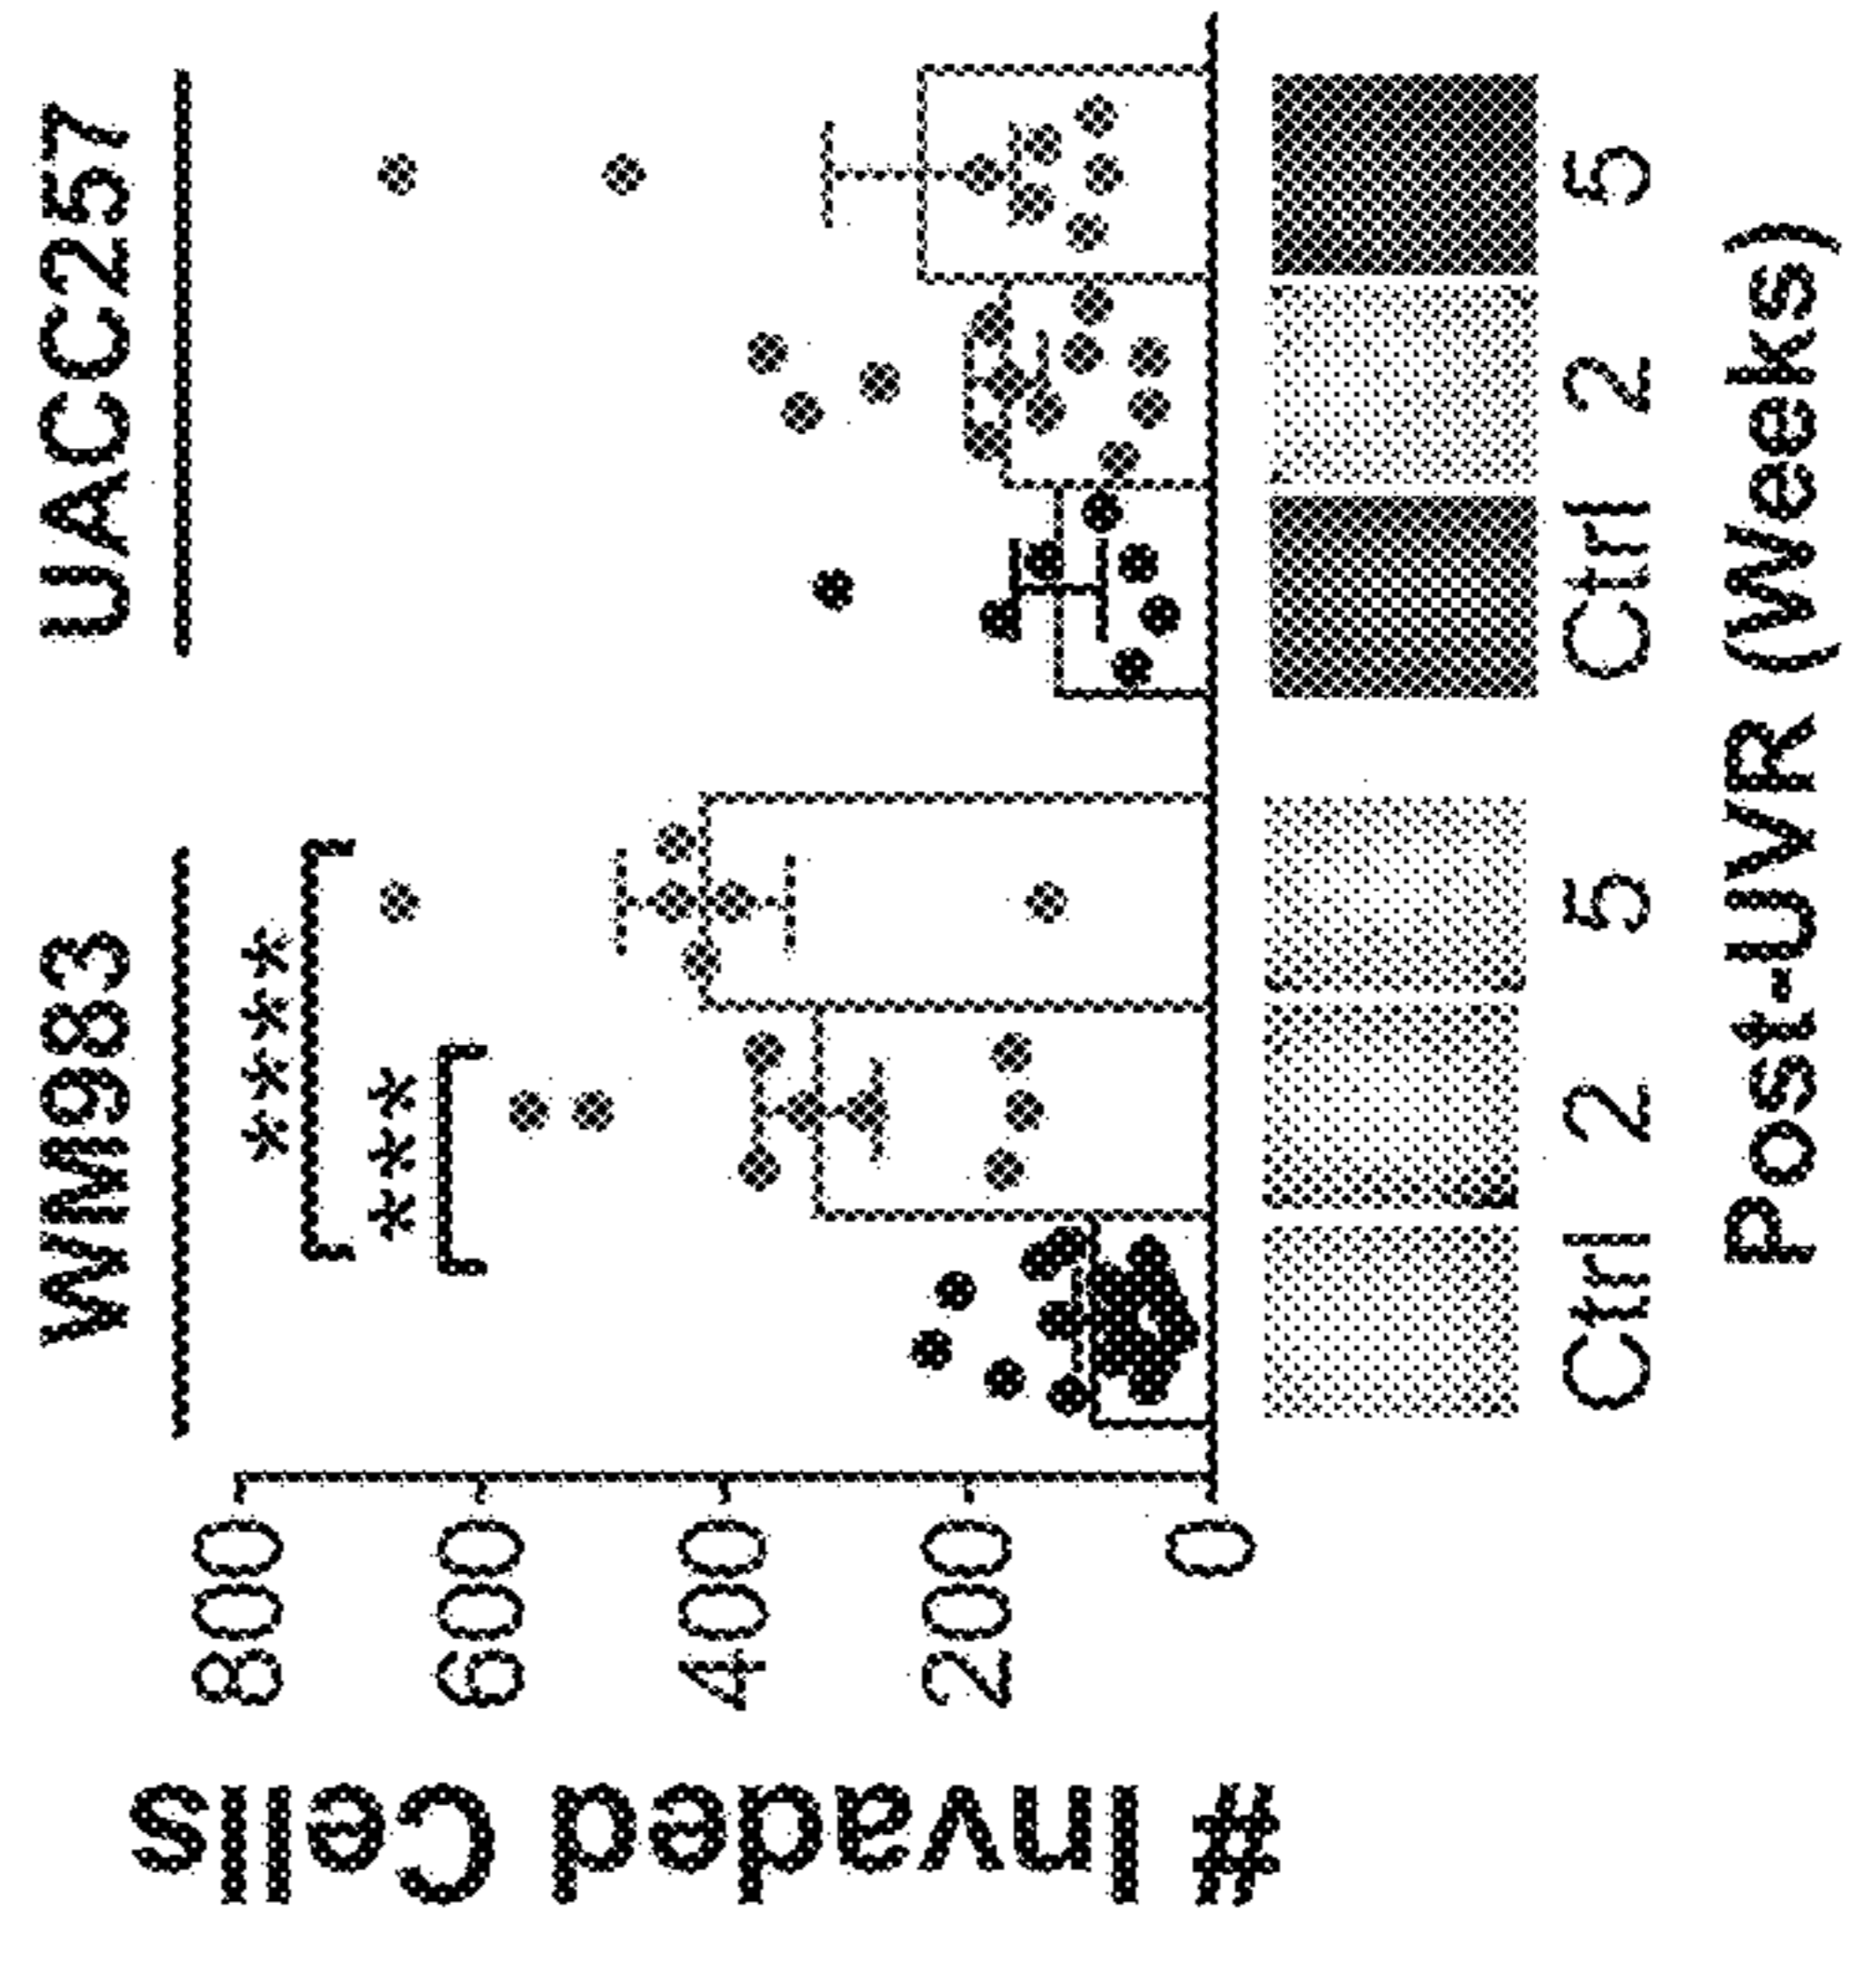 WM983 UACC257
****
***
# Invaded Cells
800
600
400
200
0
Ctrl 2 5 Ctrl 2 5
Post-UVR (Weeks)